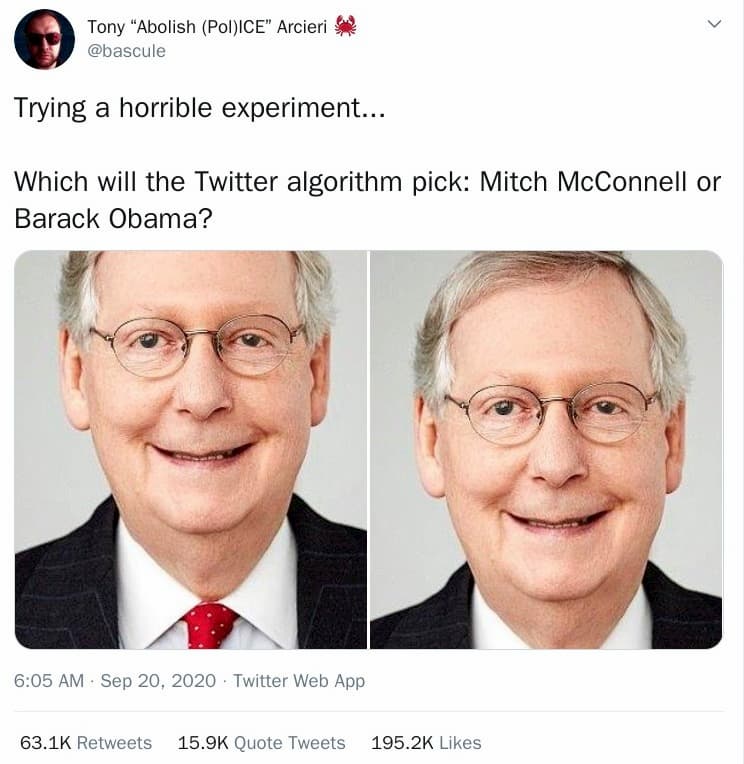 Tony “Abolish (Pol)ICE” Arcieri 🦀
@bascule
Trying a horrible experiment...
Which will the Twitter algorithm pick: Mitch McConnell or
Barack Obama?
6:05 AM · Sep 20, 2020 · Twitter Web App
63.1K Retweets 15.9K Quote Tweets 195.2K Likes